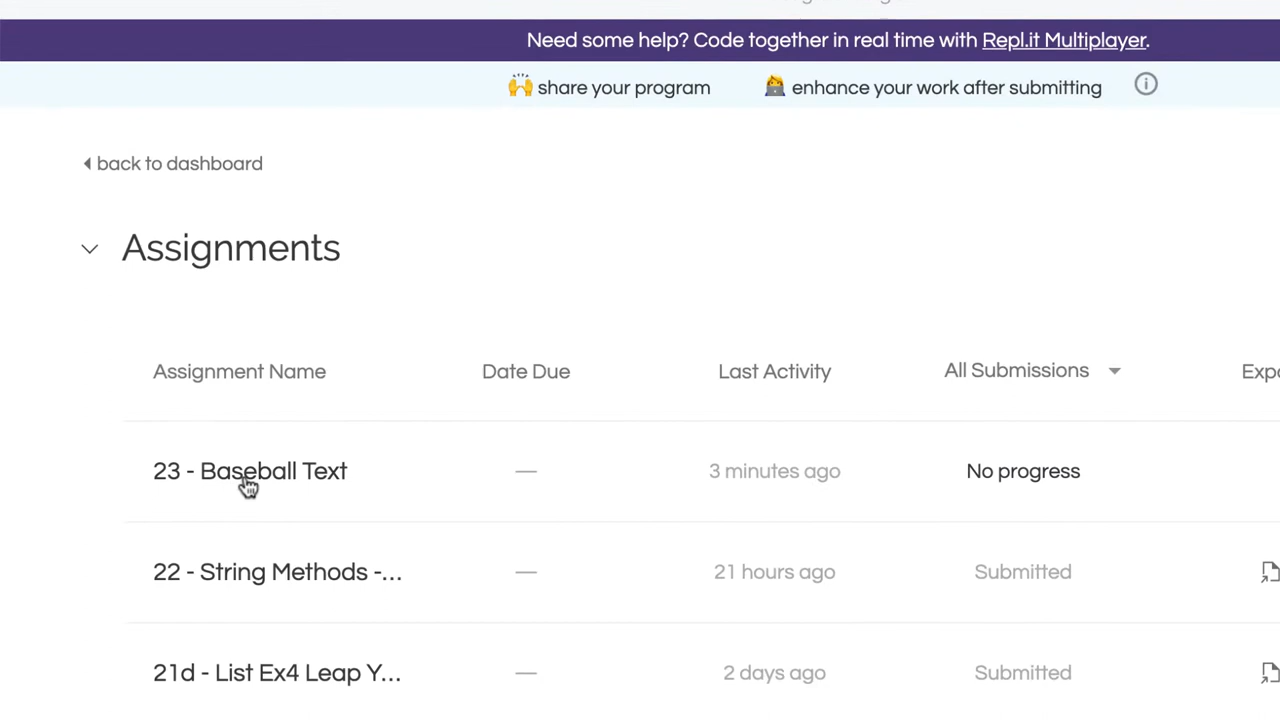 Need some help? Code together in real time with Repl.it Multiplayer.
share your program enhance your work after submitting
back to dashboard
Assignments
Assignment Name Date Due Last Activity All Submissions
23 - Baseball Text — 3 minutes ago No progress
22 - String Methods -... — 21 hours ago Submitted
21d - List Ex4 Leap Y... — 2 days ago Submitted